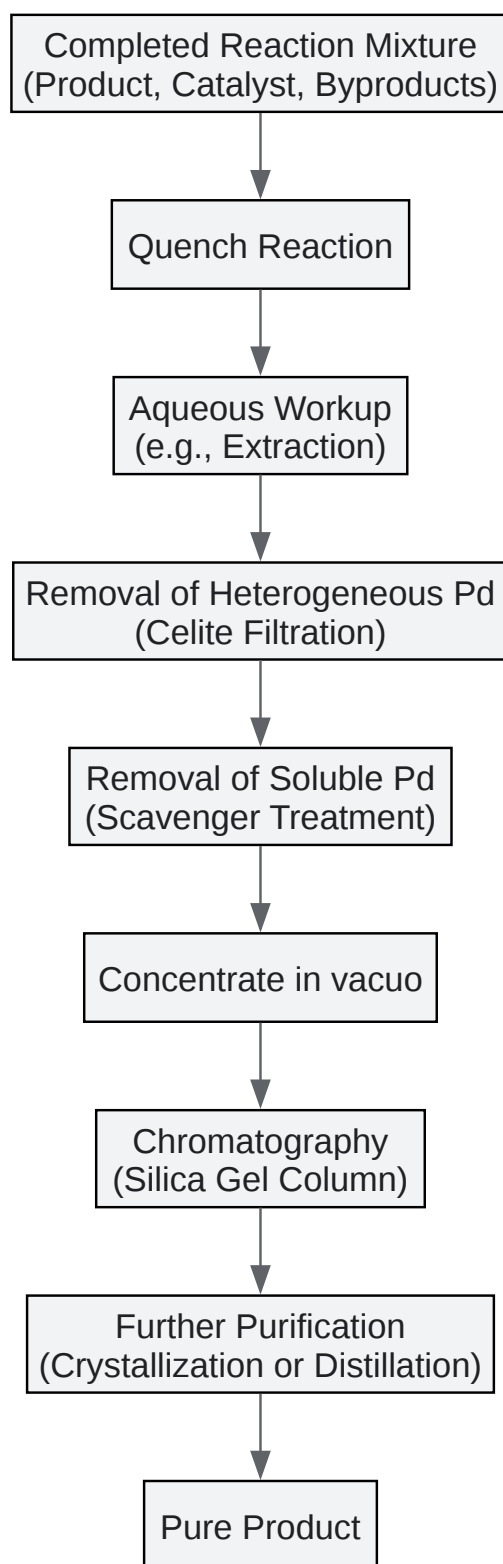 Completed Reaction Mixture
(Product, Catalyst, Byproducts)
Quench Reaction
Aqueous Workup
(e.g., Extraction)
Removal of Heterogeneous Pd
(Celite Filtration)
Removal of Soluble Pd
(Scavenger Treatment)
Concentrate in vacuo
Chromatography
(Silica Gel Column)
Further Purification
(Crystallization or Distillation)
Pure Product